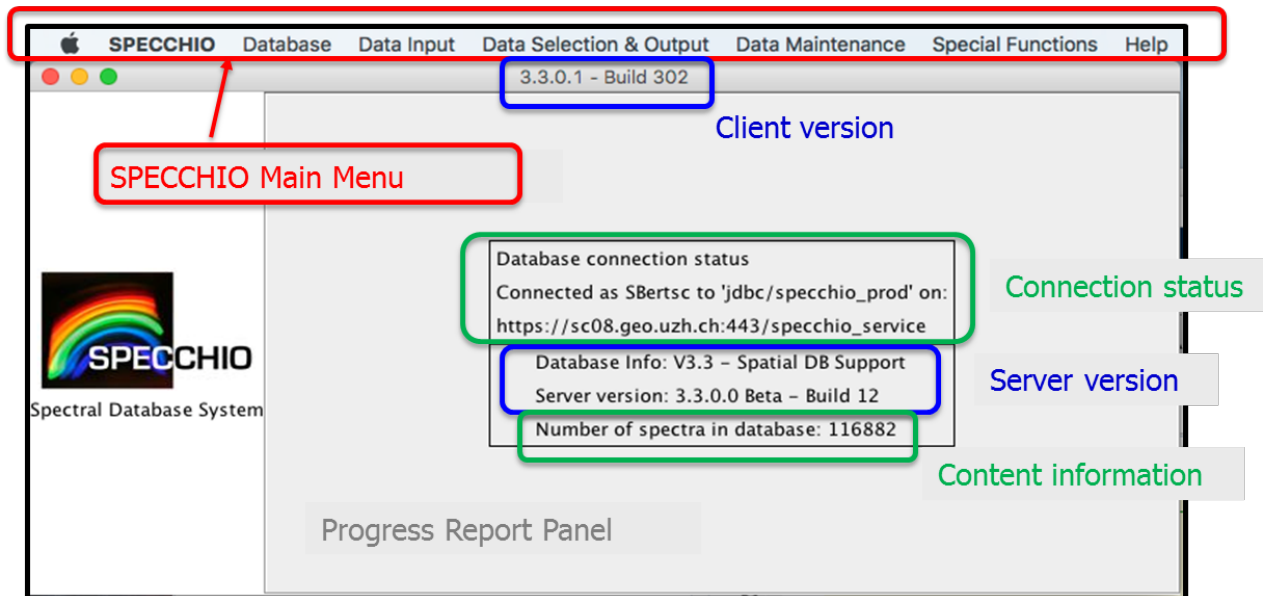 SPECCHIO Database Data Input Data Selection & Output Data Maintenance Special Functions Help
3.3.0.1 - Build 302
Client version
SPECCHIO Main Menu
Database connection status
Connected as SBertsc to 'jdbc/specchio_prod' on:
https://sc08.geo.uzh.ch:443/specchio_service
Connection status
Database Info: V3.3 – Spatial DB Support
Server version: 3.3.0.0 Beta – Build 12
Server version
Number of spectra in database: 116882
Content information
SPECCHIO
Spectral Database System
Progress Report Panel